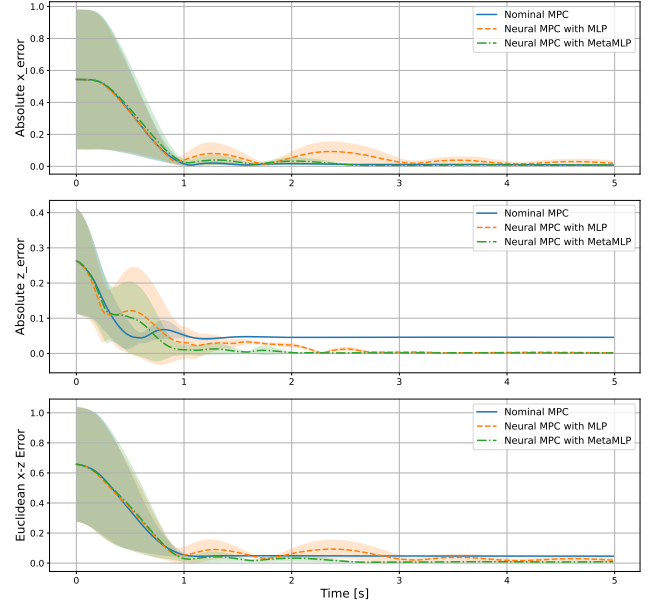 Absolute x_error
1.0
0.8
0.6
0.4
0.2
0.0
Nominal MPC
Neural MPC with MLP
Neural MPC with MetaMLP
0 1 2 3 4 5
Absolute z_error
0.4
0.3
0.2
0.1
0.0
Nominal MPC
Neural MPC with MLP
Neural MPC with MetaMLP
0 1 2 3 4 5
Euclidean x-z Error
1.0
0.8
0.6
0.4
0.2
0.0
Nominal MPC
Neural MPC with MLP
Neural MPC with MetaMLP
0 1 2 3 4 5
Time [s]